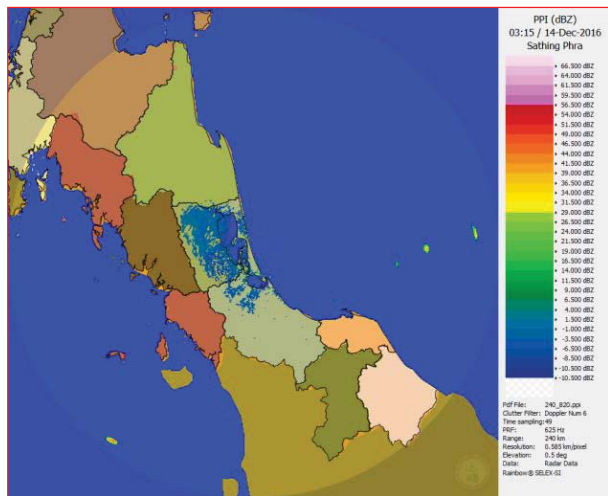 PPI (dBZ)
03:15 / 14-Dec-2016
Sathing Phra
66.500 dBZ
64.000 dBZ
61.500 dBZ
59.500 dBZ
56.500 dBZ
54.000 dBZ
51.500 dBZ
49.000 dBZ
46.500 dBZ
44.000 dBZ
41.500 dBZ
39.000 dBZ
36.500 dBZ
34.000 dBZ
31.500 dBZ
29.000 dBZ
26.500 dBZ
24.000 dBZ
21.500 dBZ
19.000 dBZ
16.500 dBZ
14.000 dBZ
11.500 dBZ
9.000 dBZ
6.500 dBZ
4.000 dBZ
1.500 dBZ
-1.000 dBZ
-3.500 dBZ
-6.500 dBZ
-8.500 dBZ
-10.500 dBZ
Pdf File: 240_820.ppi
Clutter Filter: Doppler Num 6
Time sampling: 49
PRF: 625 Hz
Range: 240 km
Resolution: 0.585 km/pixel
Elevation: 0.5 deg
Data: Radar Data
Rainbow® SELEX-SI